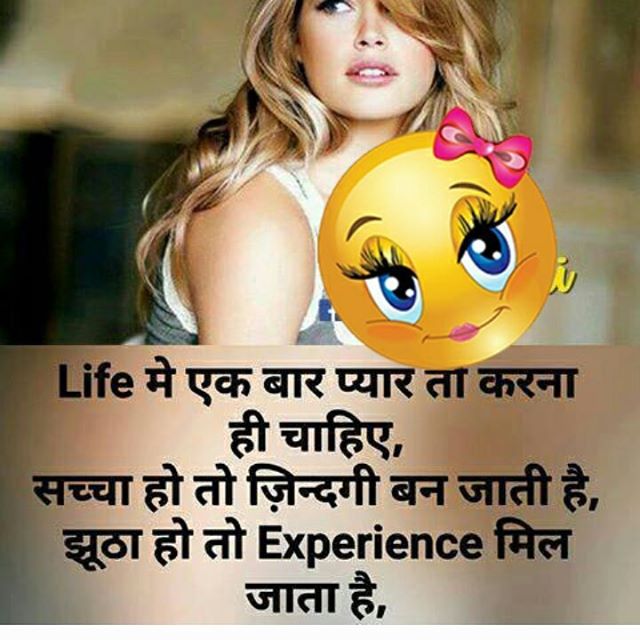 Life मे एक बार प्यार तो करना
ही चाहिए,
सच्चा हो तो ज़िन्दगी बन जाती है,
झूठा हो तो Experience मिल
जाता है,